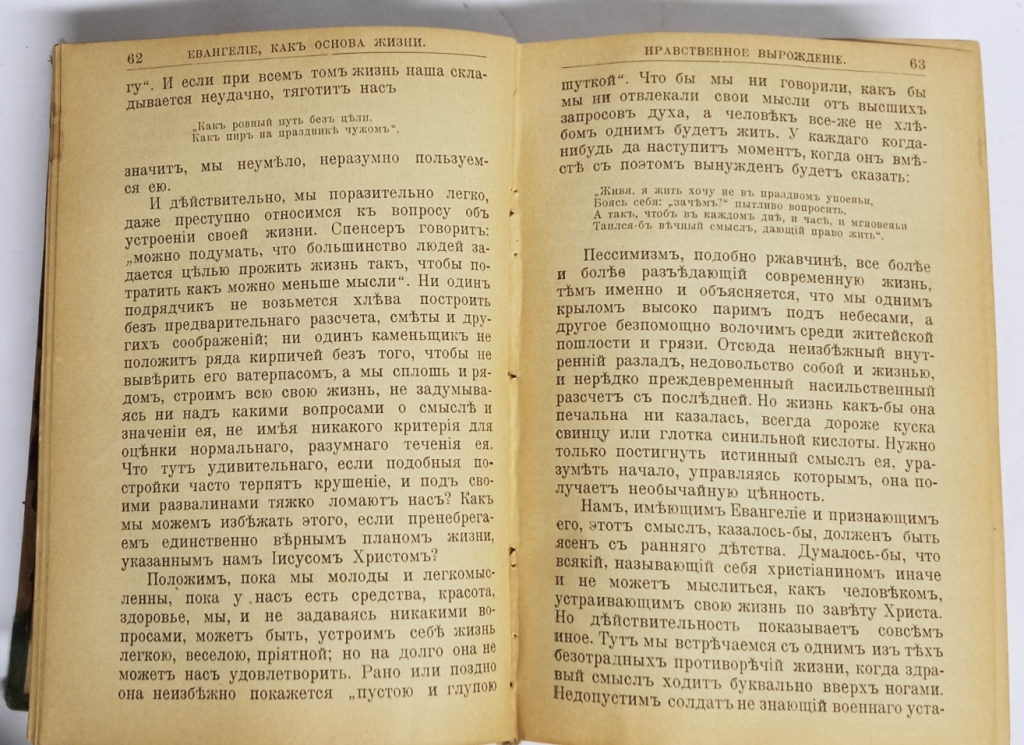 62
ЕВАНГЕЛІЕ, КАКЪ ОСНОВА ЖИЗНИ.
гу“. И если при всемъ томъ жизнь наша скла-
дывается неудачно, тяготитъ насъ
„Какъ ровный путь безъ цѣли,
Какъ пиръ на праздникѣ чужомъ“,
значитъ, мы неумѣло, неразумно пользуем-
ся ею.
И дѣйствительно, мы поразительно легко,
даже преступно относимся къ вопросу объ
устроеніи своей жизни. Спенсеръ говоритъ:
„можно подумать, что большинство людей за-
дается цѣлью прожить жизнь такъ, чтобы по-
тратить какъ можно меньше мысли“. Ни одинъ
подрядчикъ не возьмется хлѣва построить
безъ предварительнаго разсчета, смѣты и дру-
гихъ соображеній; ни одинъ каменьщикъ не
положитъ ряда кирпичей безъ того, чтобы не
вывѣрить его ватерпасомъ, а мы сплошь и ря-
домъ, строимъ всю свою жизнь, не задумыва-
ясь ни надъ какими вопросами о смыслѣ и
значеніи ея, не имѣя никакого критерія для
оцѣнки нормальнаго, разумнаго теченія ея.
Что тутъ удивительнаго, если подобныя по-
стройки часто терпятъ крушеніе, и подъ сво-
ими развалинами тяжко ломаютъ насъ? Какъ
мы можемъ избѣжать этого, если пренебрега-
емъ единственно вѣрнымъ планомъ жизни,
указаннымъ намъ Іисусомъ Христомъ?
Положимъ, пока мы молоды и легкомыс-
ленны, пока у насъ есть средства, красота,
здоровье, мы, и не задаваясь никакими во-
просами, можетъ быть, устроимъ себѣ жизнь
легкою, веселою, пріятной; но на долго она не
можетъ насъ удовлетворить. Рано или поздно
она неизбѣжно покажется „пустою и глупою
НРАВСТВЕННОЕ ВЫРОЖДЕНІЕ.
63
шуткой“. Что бы мы ни говорили, какъ бы
мы ни отвлекали свои мысли отъ высшихъ
запросовъ духа, а человѣкъ все-же не хлѣ-
бомъ однимъ будетъ жить. У каждаго когда-
нибудь да наступитъ моментъ, когда онъ вмѣ-
стѣ съ поэтомъ вынужденъ будетъ сказать:
„Живя, я жить хочу не въ праздномъ упоеньи,
Боясь себя: „зачѣмъ?“ пытливо вопросить,
А такъ, чтобъ въ каждомъ днѣ, и часѣ, и мгновеньи
Таился-бъ вѣчный смыслъ, дающій право жить“.
Пессимизмъ, подобно ржавчинѣ, все болѣе
и болѣе разъѣдающій современную жизнь,
тѣмъ именно и объясняется, что мы однимъ
крыломъ высоко паримъ подъ небесами, а
другое безпомощно волочимъ среди житейской
пошлости и грязи. Отсюда неизбѣжный внут-
ренній разладъ, недовольство собой и жизнью,
и нерѣдко преждевременный насильственный
разсчетъ съ послѣдней. Но жизнь какъ-бы она
печальна ни казалась, всегда дороже куска
свинцу или глотка синильной кислоты. Нужно
только постигнуть истинный смыслъ ея, ура-
зумѣть начало, управляясь которымъ, она по-
лучаетъ необычайную цѣнность.
Намъ, имѣющимъ Евангеліе и признающимъ
его, этотъ смыслъ, казалось-бы, долженъ быть
ясенъ съ ранняго дѣтства. Думалось-бы, что
всякій, называющій себя христіаниномъ иначе
и не можетъ мыслиться, какъ человѣкомъ,
устраивающимъ свою жизнь по завѣту Христа.
Но дѣйствительность показываетъ совсѣмъ
иное. Тутъ мы встрѣчаемся съ однимъ изъ тѣхъ
безотрадныхъ противорѣчій жизни, когда здра-
вый смыслъ ходитъ буквально вверхъ ногами.
Недопустимъ солдатъ не знающій военнаго уста-